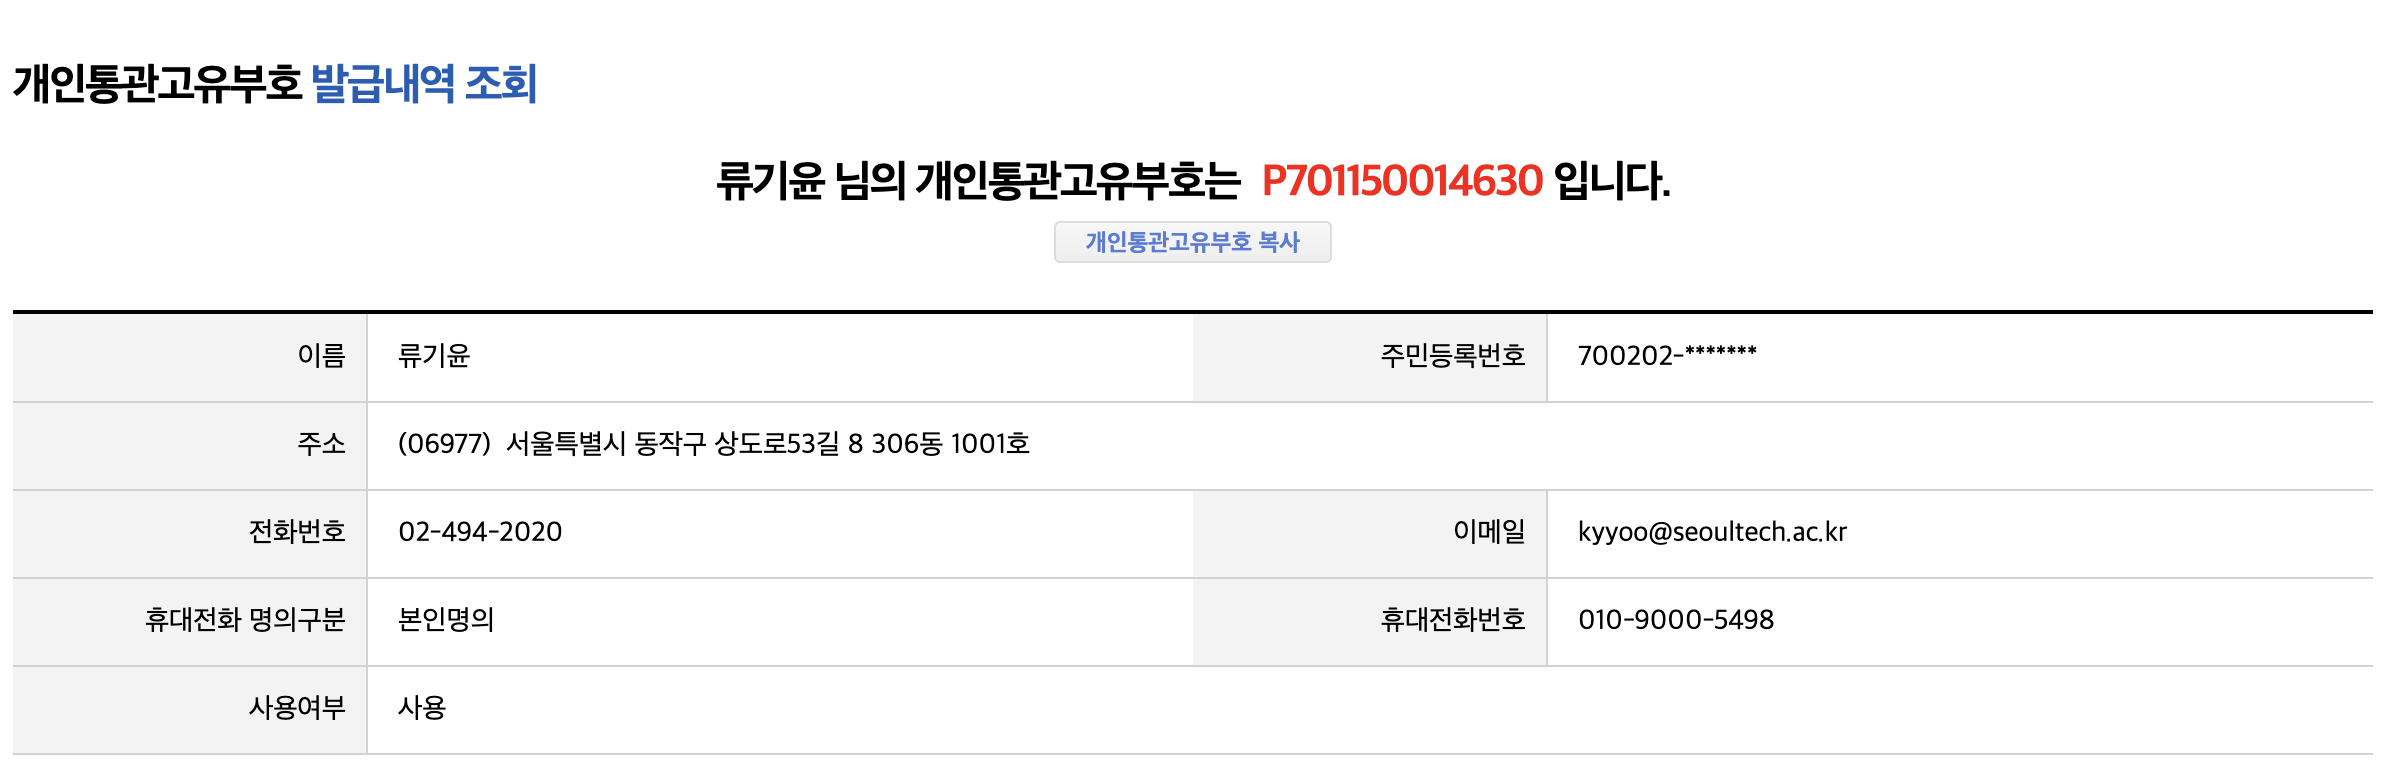 개인통관고유부호 발급내역 조회
류기윤 님의 개인통관고유부호는 P701150014630 입니다.
개인통관고유부호 복사
이름 류기윤 주민등록번호 700202-*******
주소 (06977) 서울특별시 동작구 상도로53길 8 306동 1001호
전화번호 02-494-2020 이메일 kyyoo@seoultech.ac.kr
휴대전화 명의구분 본인명의 휴대전화번호 010-9000-5498
사용여부 사용